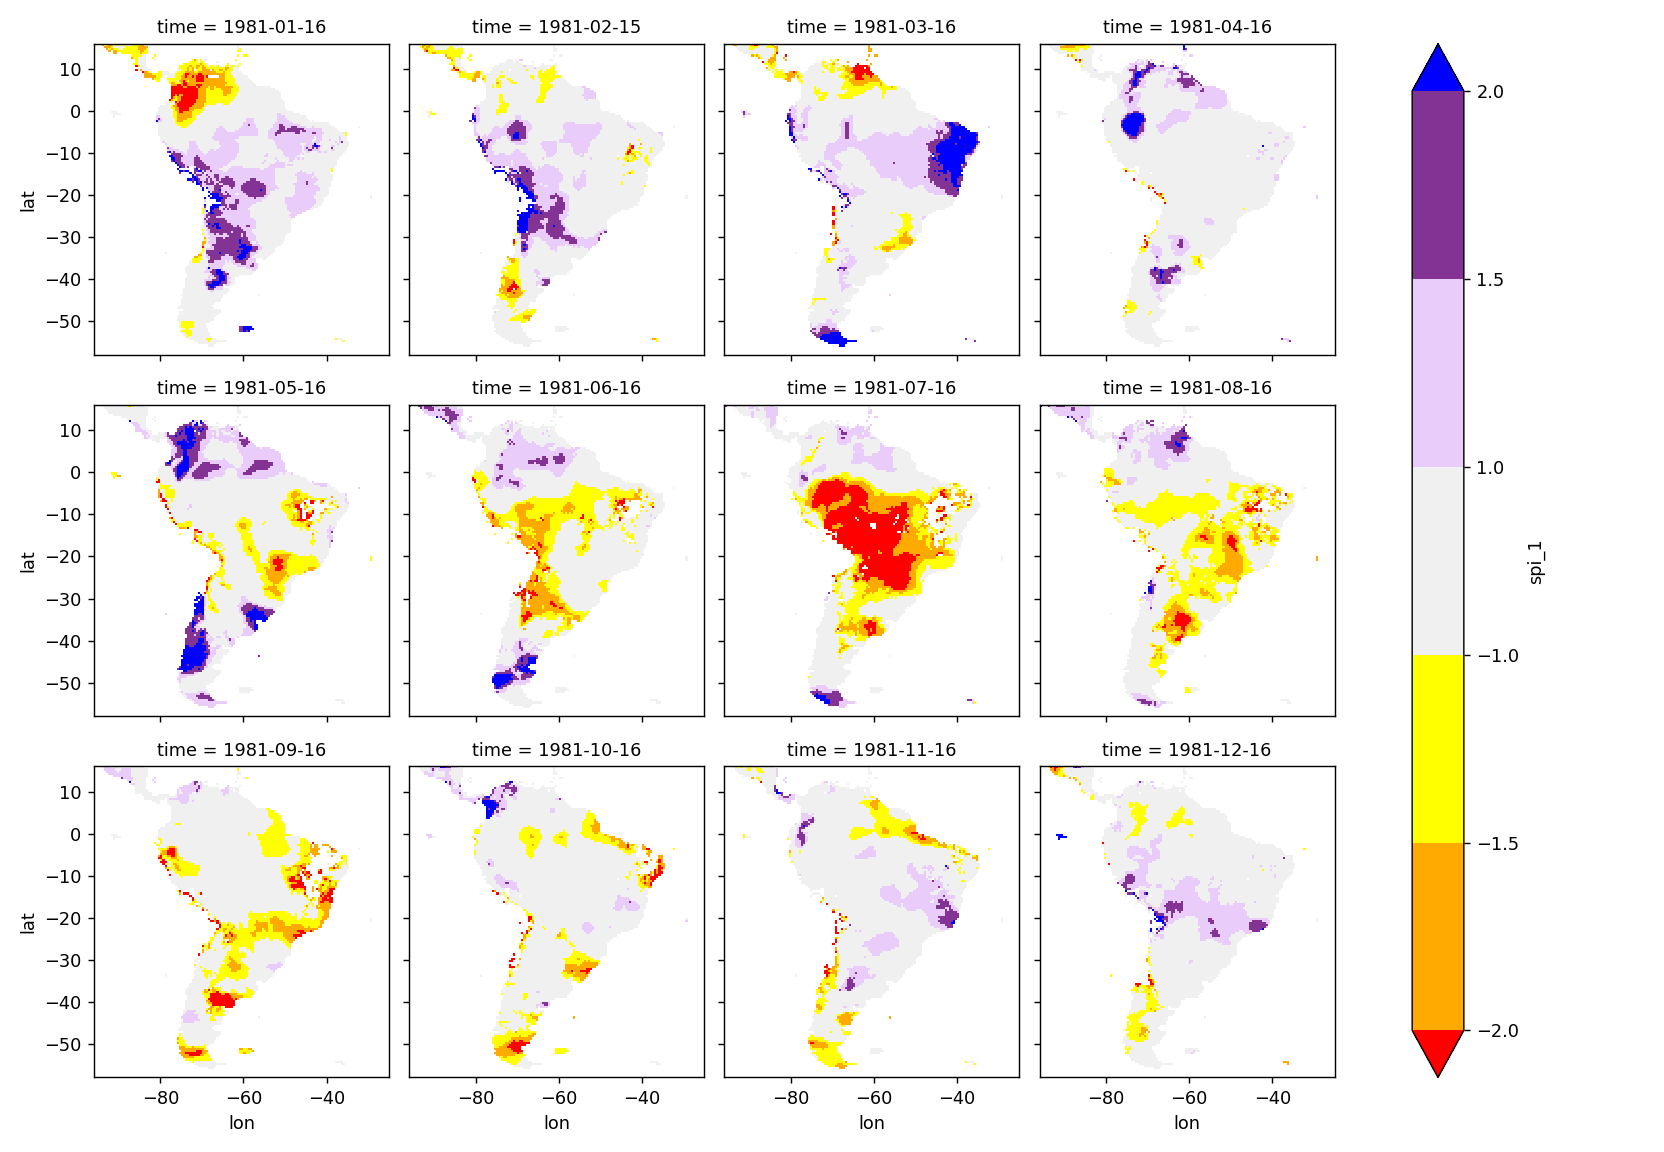 time = 1981-01-16
time = 1981-02-15
time = 1981-03-16
time = 1981-04-16
10
0
−10
−20
−30
−40
−50
lat
time = 1981-05-16
time = 1981-06-16
time = 1981-07-16
time = 1981-08-16
10
0
−10
−20
−30
−40
−50
lat
time = 1981-09-16
time = 1981-10-16
time = 1981-11-16
time = 1981-12-16
10
0
−10
−20
−30
−40
−50
lat
−80 −60 −40
−80 −60 −40
−80 −60 −40
−80 −60 −40
lon
lon
lon
lon
2.0
1.5
1.0
−1.0
−1.5
−2.0
spi_1